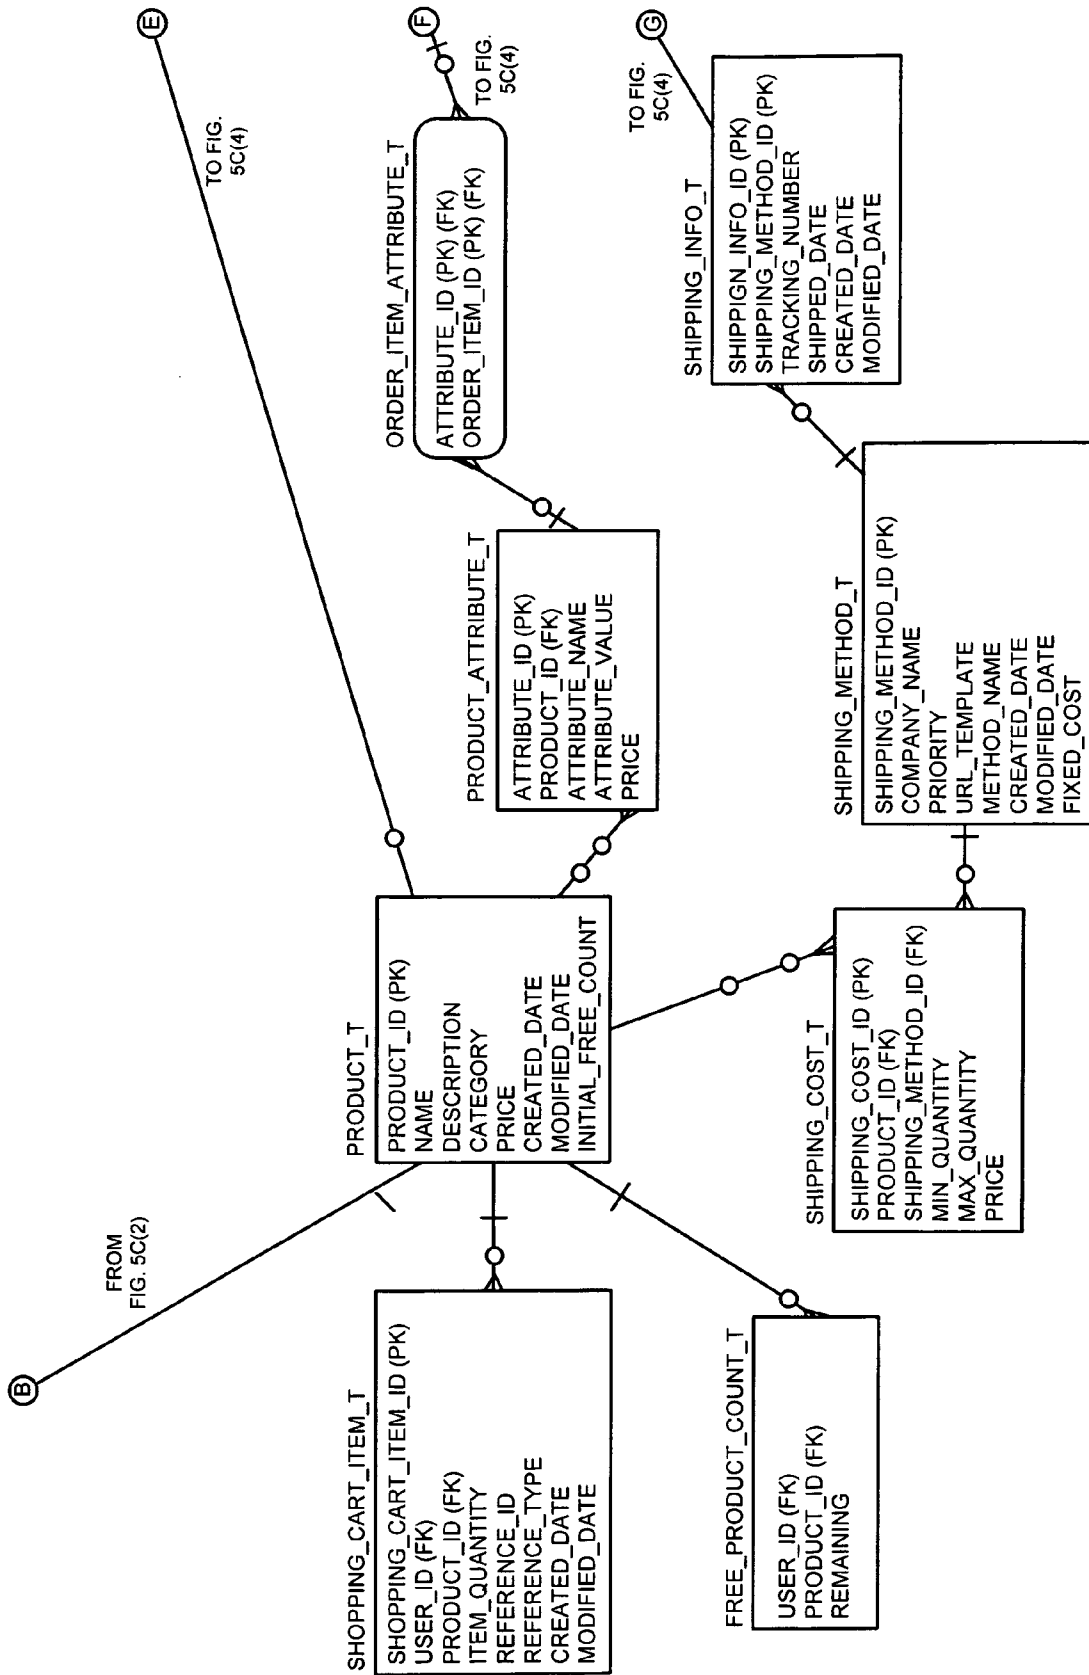 B
FROM
FIG. 5C(2)
E
TO FIG.
5C(4)
SHOPPING_CART_ITEM_T
SHOPPING_CART_ITEM_ID (PK)
USER_ID (FK)
PRODUCT_ID (FK)
ITEM_QUANTITY
REFERENCE_ID
REFERENCE_TYPE
CREATED_DATE
MODIFIED_DATE
PRODUCT_T
PRODUCT_ID (PK)
NAME
DESCRIPTION
CATEGORY
PRICE
CREATED_DATE
MODIFIED_DATE
INITIAL_FREE_COUNT
PRODUCT_ATTRIBUTE_T
ATTRIBUTE_ID (PK)
PRODUCT_ID (FK)
ATTRIBUTE_NAME
ATTRIBUTE_VALUE
PRICE
ORDER_ITEM_ATTRIBUTE_T
ATTRIBUTE_ID (PK) (FK)
ORDER_ITEM_ID (PK) (FK)
F
TO FIG.
5C(4)
FREE_PRODUCT_COUNT_T
USER_ID (FK)
PRODUCT_ID (FK)
REMAINING
SHIPPING_COST_T
SHIPPING_COST_ID (PK)
PRODUCT_ID (FK)
SHIPPING_METHOD_ID (FK)
MIN_QUANTITY
MAX_QUANTITY
PRICE
SHIPPING_METHOD_T
SHIPPING_METHOD_ID (PK)
COMPANY_NAME
PRIORITY
URL_TEMPLATE
METHOD_NAME
CREATED_DATE
MODIFIED_DATE
FIXED_COST
SHIPPING_INFO_T
SHIPPIGN_INFO_ID (PK)
SHIPPING_METHOD_ID (PK)
TRACKING_NUMBER
SHIPPED_DATE
CREATED_DATE
MODIFIED_DATE
TO FIG.
5C(4)
G